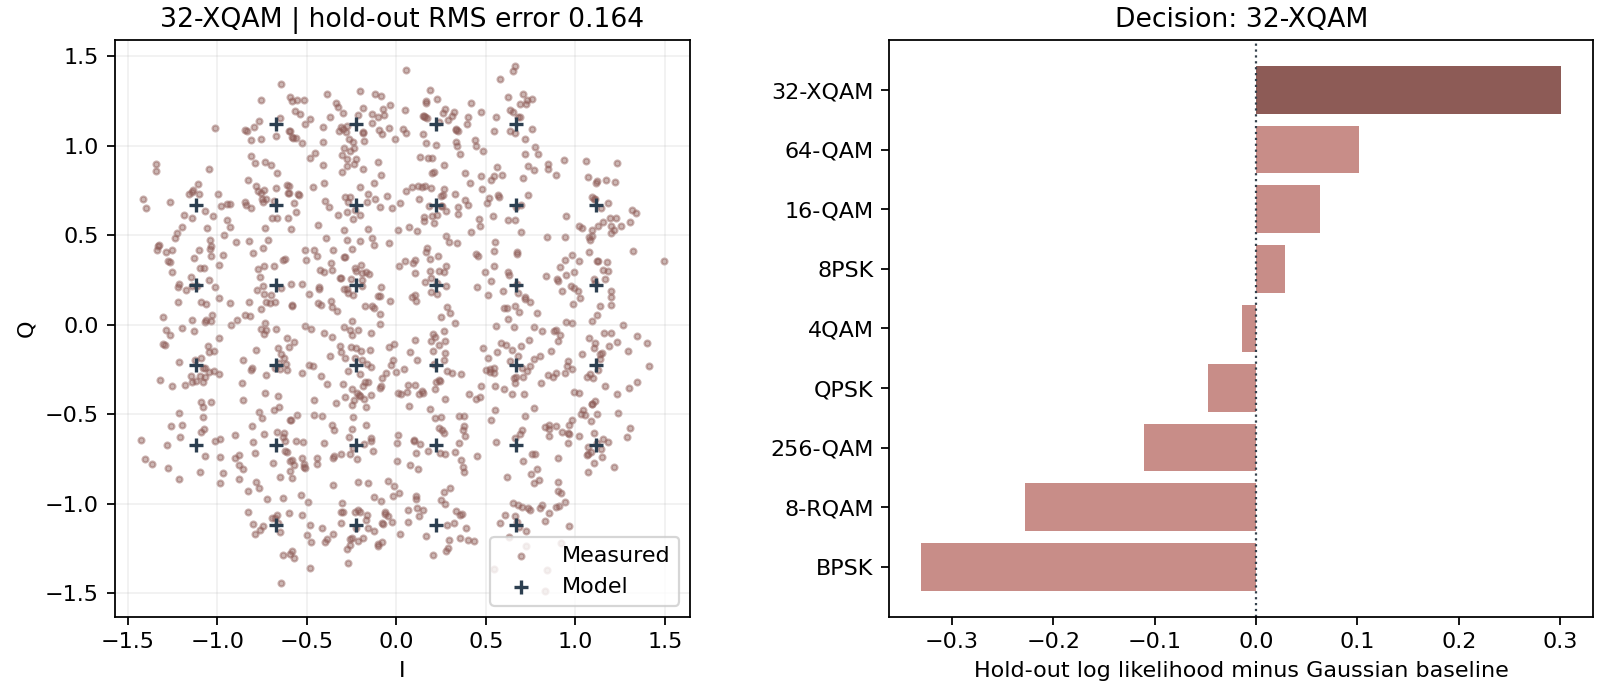 32-XQAM | hold-out RMS error 0.164
1.5
1.0
0.5
0.0
−0.5
−1.0
−1.5
Q
Measured
Model
−1.5
−1.0
−0.5
0.0
0.5
1.0
1.5
I
Decision: 32-XQAM
32-XQAM
64-QAM
16-QAM
8PSK
4QAM
QPSK
256-QAM
8-RQAM
BPSK
−0.3
−0.2
−0.1
0.0
0.1
0.2
0.3
Hold-out log likelihood minus Gaussian baseline